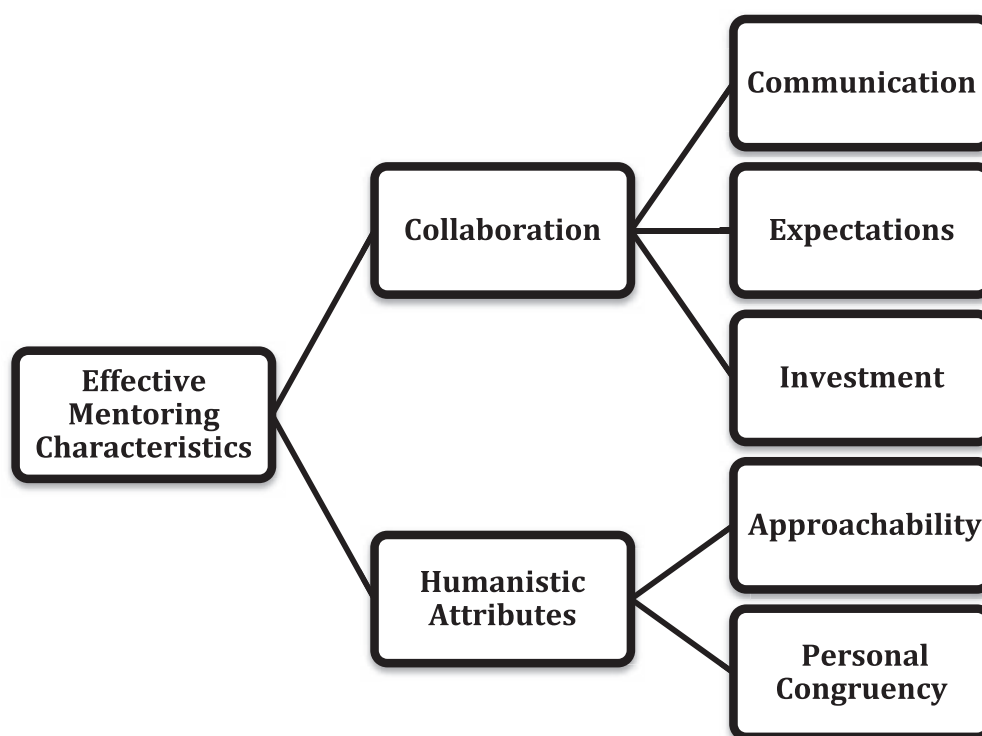 Communication
Collaboration
Expectations
Investment
Effective
Mentoring
Characteristics
Approachability
Humanistic
Attributes
Personal
Congruency